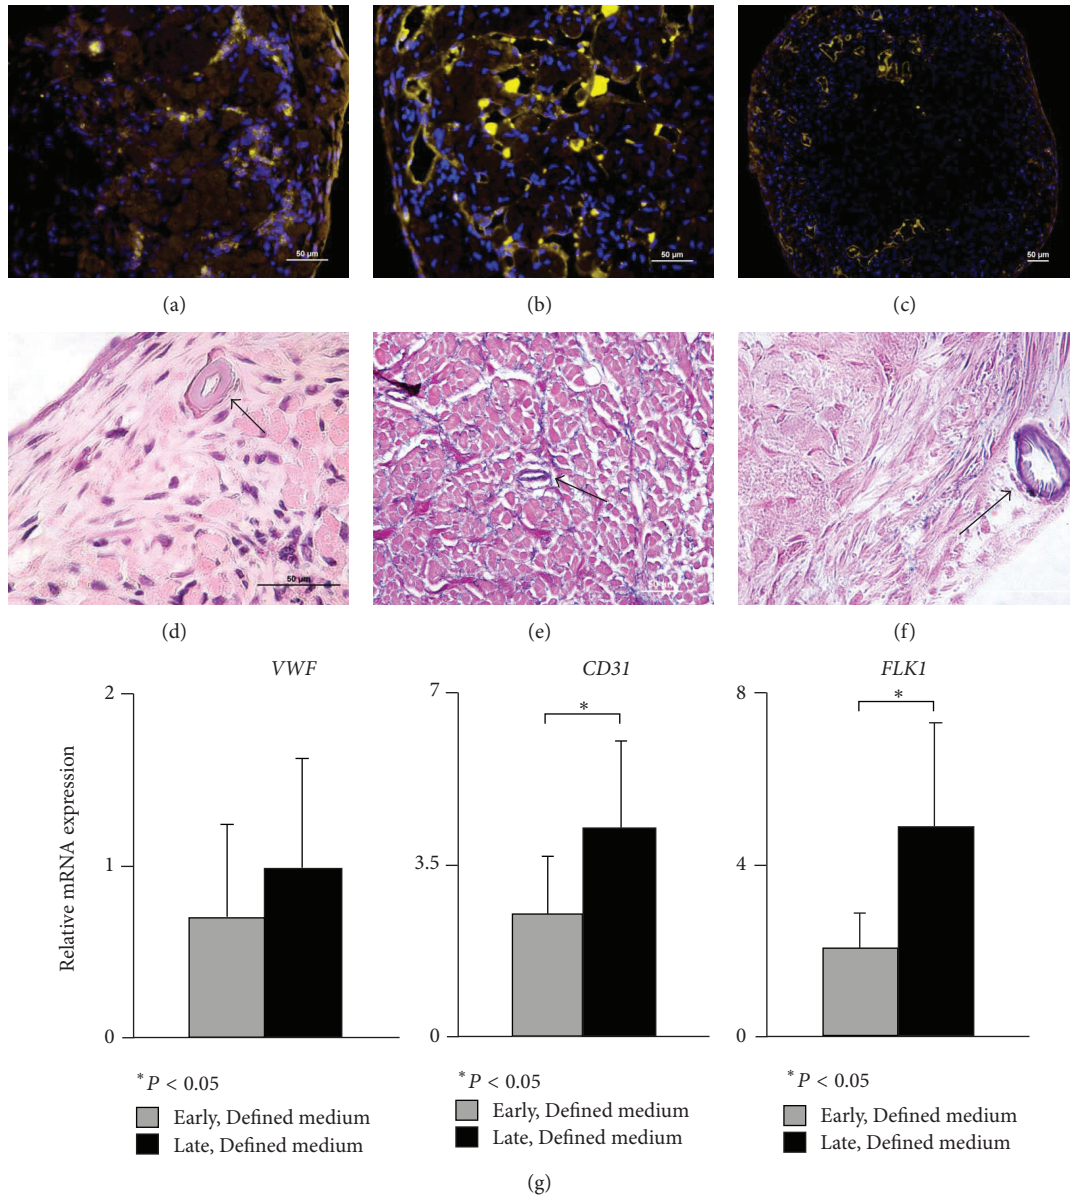 50 µm
50 µm
50 µm
(a)
(b)
(c)
50 µm
(d)
(e)
(f)
VWF
CD31
FLK1
2
1
0
7
3.5
0
8
4
0
*
*
Relative mRNA expression
* P < 0.05
Early, Defined medium
Late, Defined medium
* P < 0.05
Early, Defined medium
Late, Defined medium
* P < 0.05
Early, Defined medium
Late, Defined medium
(g)